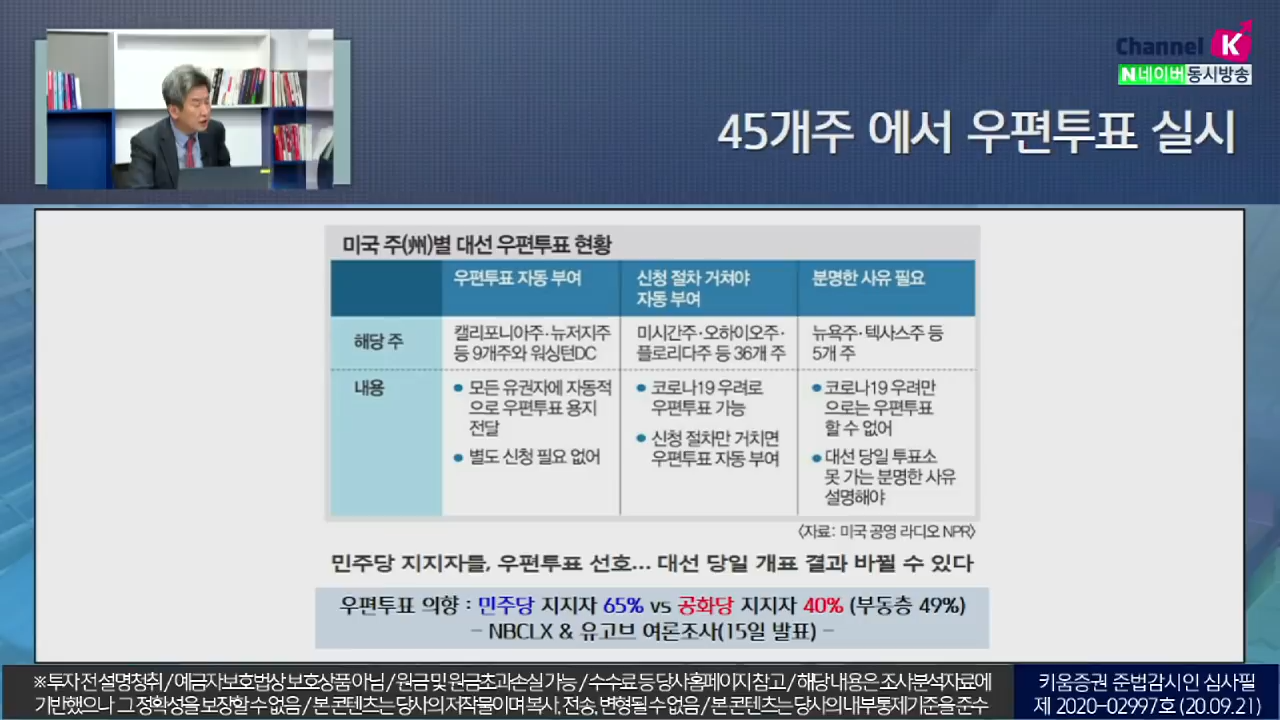 Channel K
N네이버 동시방송
45개주 에서 우편투표 실시
미국 주(州)별 대선 우편투표 현황
우편투표 자동 부여
신청 절차 거쳐야
자동 부여
분명한 사유 필요
해당 주
캘리포니아주·뉴저지주
등 9개주와 워싱턴DC
미시간주·오하이오주·
플로리다주 등 36개 주
뉴욕주·텍사스주 등
5개 주
내용
● 모든 유권자에 자동적
으로 우편투표 용지
전달
● 별도 신청 필요 없어
● 코로나19 우려로
우편투표 가능
● 신청 절차만 거치면
우편투표 자동 부여
● 코로나19 우려만
으로는 우편투표
할 수 없어
● 대선 당일 투표소
못 가는 분명한 사유
설명해야
〈자료: 미국 공영 라디오 NPR〉
민주당 지지자들, 우편투표 선호... 대선 당일 개표 결과 바뀔 수 있다
우편투표 의향 : 민주당 지지자 65% vs 공화당 지지자 40% (부동층 49%)
- NBCLX & 유고브 여론조사(15일 발표) -
※ 투자 전 설명청취 / 예금자보호법상 보호상품 아님 / 원금 및 원금초과손실 가능 / 수수료 등 당사홈페이지 참고 / 해당 내용은 조사분석자료에
기반했으나 그 정확성을 보장할 수 없음 / 본 콘텐츠는 당사의 저작물이며 복사, 전송, 변형될 수 없음 / 본 콘텐츠는 당사의 내부통제기준을 준수
키움증권 준법감시인 심사필
제 2020-02997호 (20.09.21)